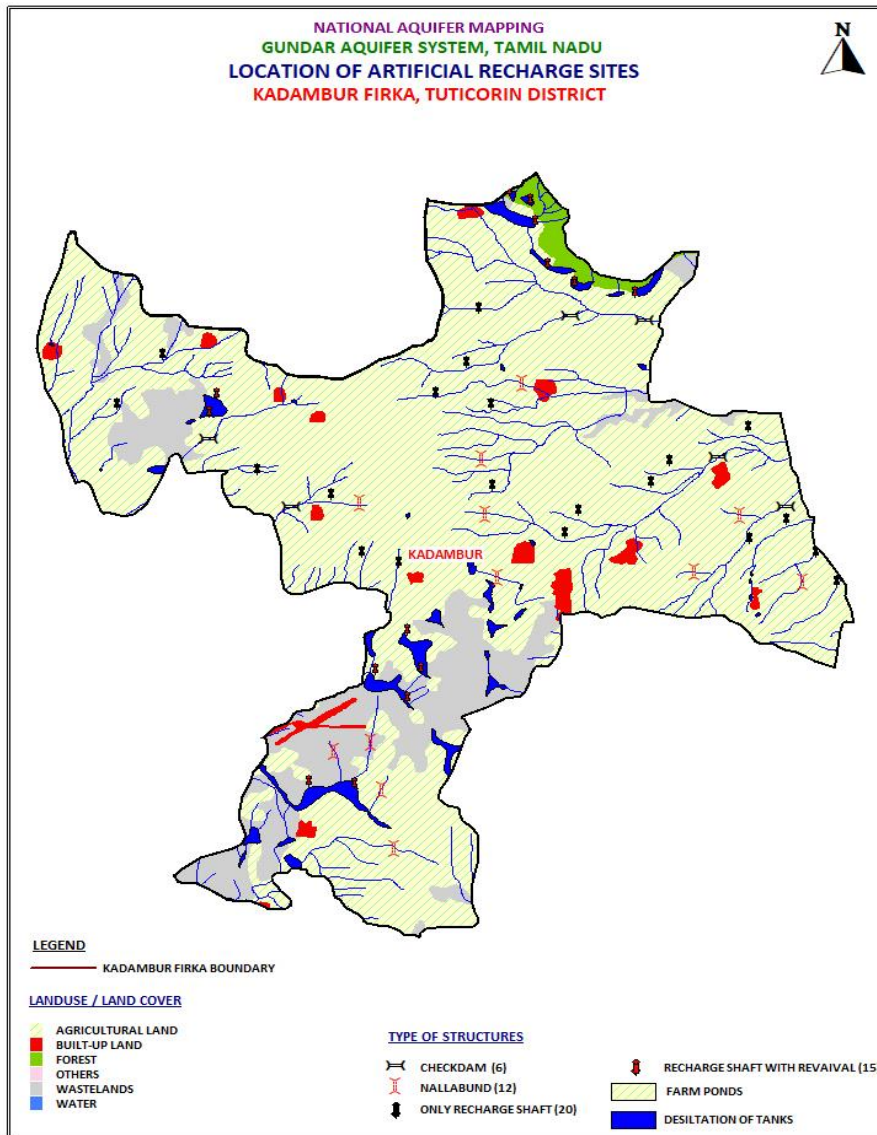 NATIONAL AQUIFER MAPPING
GUNDAR AQUIFER SYSTEM, TAMIL NADU
LOCATION OF ARTIFICIAL RECHARGE SITES
KADAMBUR FIRKA, TUTICORIN DISTRICT
N
KADAMBUR
LEGEND
KADAMBUR FIRKA BOUNDARY
LANDUSE / LAND COVER
AGRICULTURAL LAND
BUILT-UP LAND
FOREST
OTHERS
WASTELANDS
WATER
TYPE OF STRUCTURES
CHECKDAM (6)
NALLABUND (12)
ONLY RECHARGE SHAFT (20)
RECHARGE SHAFT WITH REVAIVAL (15
FARM PONDS
DESILTATION OF TANKS